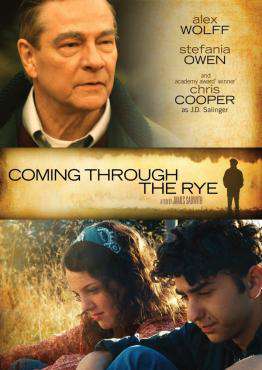 alex
WOLFF
stefania
OWEN
and
academy award® winner
chris
COOPER
as J.D. Salinger
COMING THROUGH
THE RYE
A FILM BY JAMES SADWITH